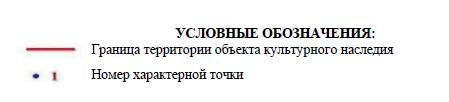 УСЛОВНЫЕ ОБОЗНАЧЕНИЯ:
Граница территории объекта культурного наследия
1 Номер характерной точки